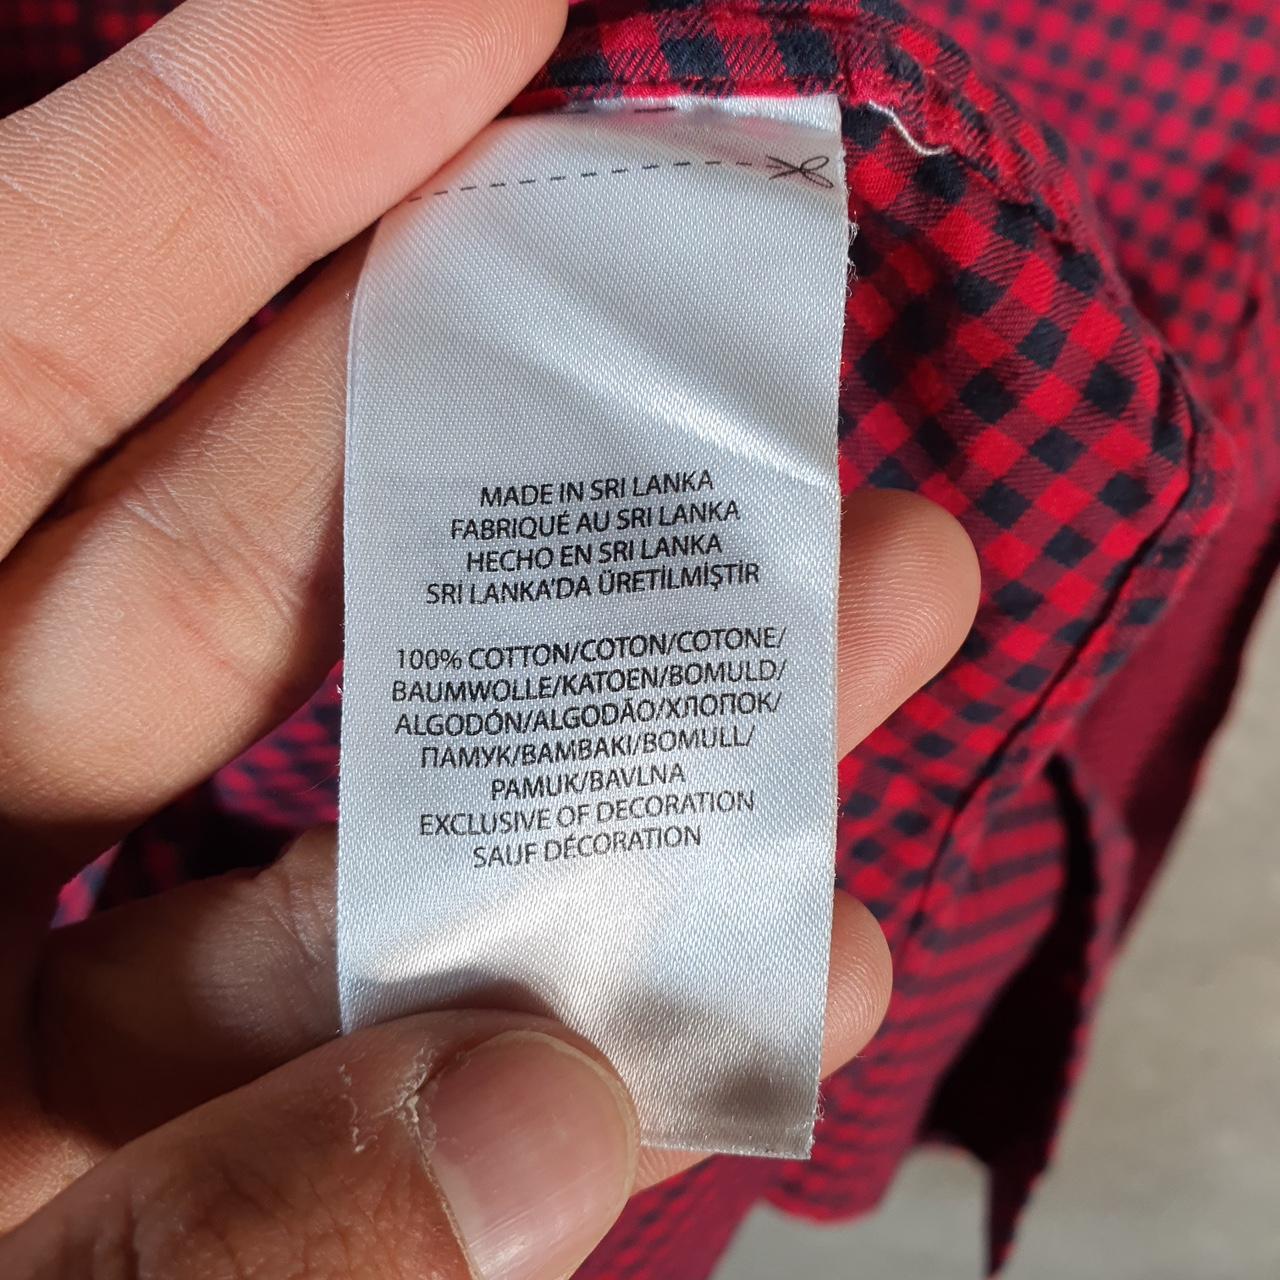 MADE IN SRI LANKA
FABRIQUÉ AU SRI LANKA
HECHO EN SRI LANKA
SRİ LANKA'DA ÜRETİLMİŞTİR
100% COTTON/COTON/COTONE/
BAUMWOLLE/KATOEN/BOMULD/
ALGODÓN/ALGODÃO/ХЛОПОК/
ПАМУК/BAMBAKI/BOMULL/
PAMUK/BAVLNA
EXCLUSIVE OF DECORATION
SAUF DÉCORATION